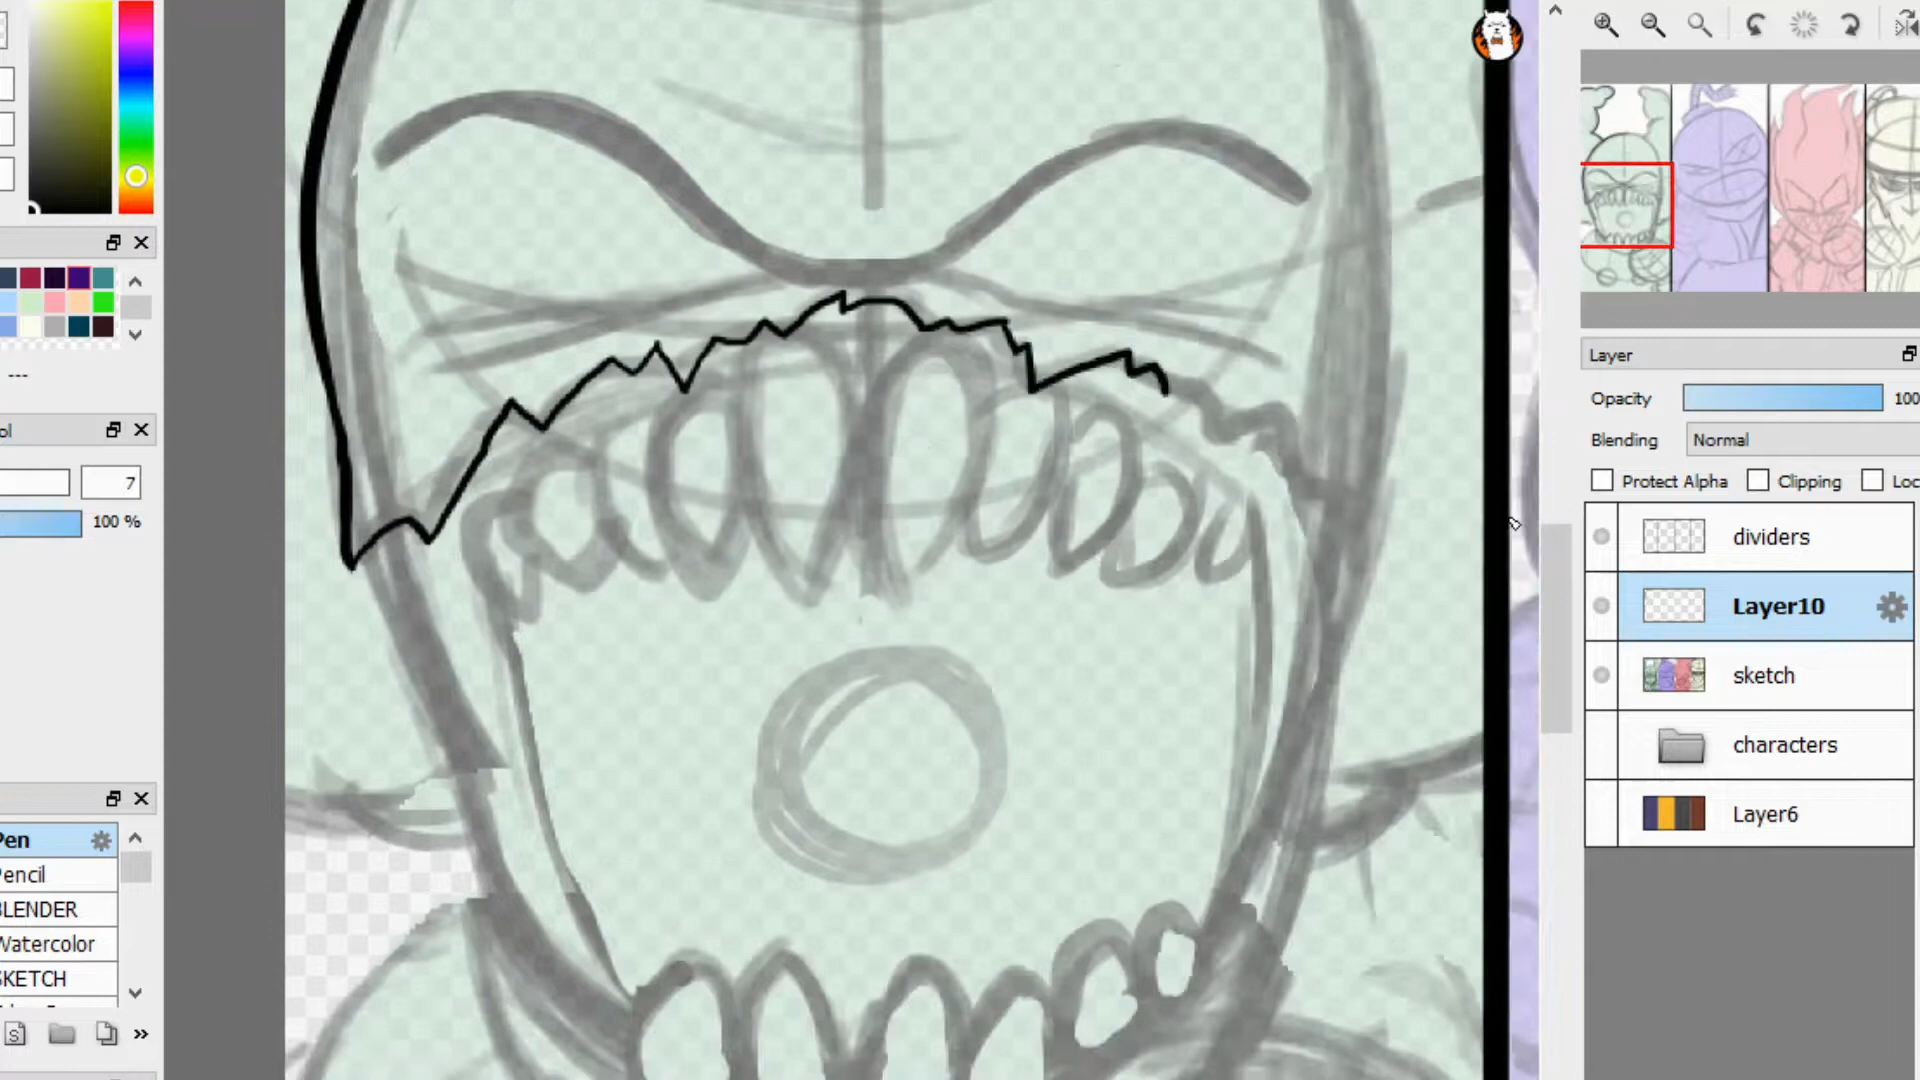 ---
ol
7
100 %
Pen
Pencil
BLENDER
Watercolor
SKETCH
Layer
Opacity
100
Blending
Normal
Protect Alpha
Clipping
Loc
dividers
Layer10
sketch
characters
Layer6